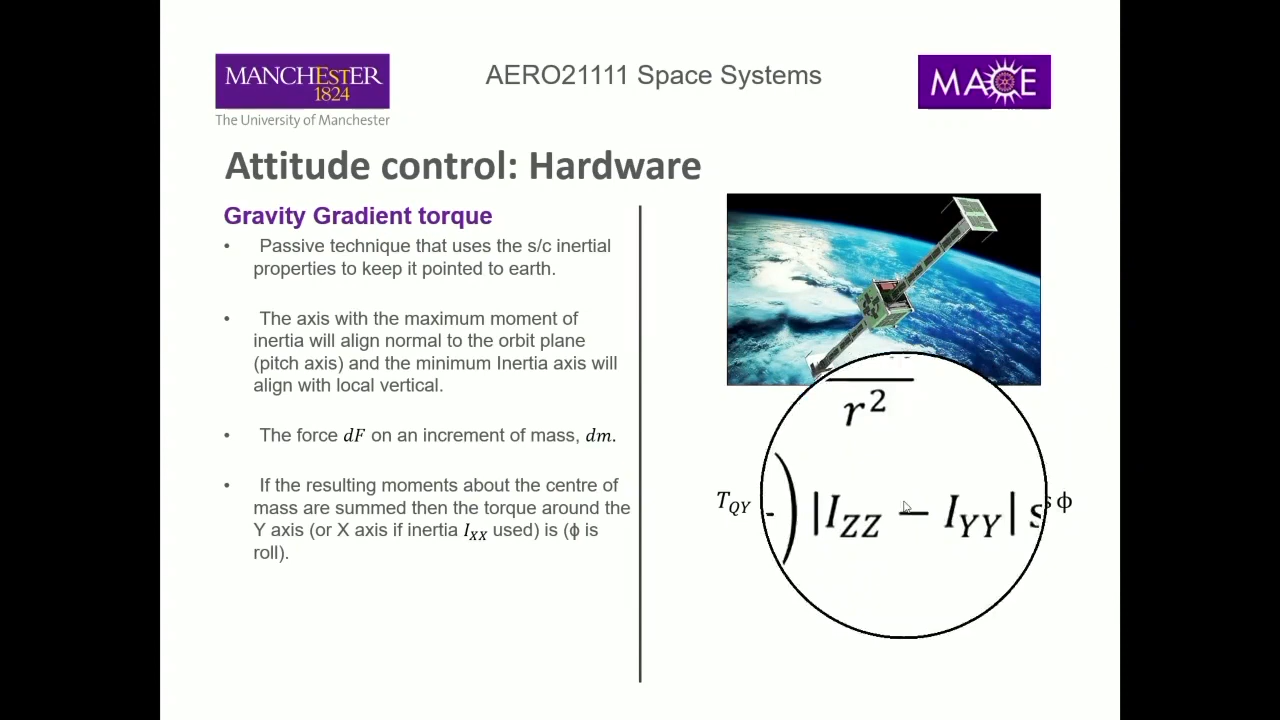 MANCHESTER
1824
The University of Manchester
AERO21111 Space Systems
MACE
Attitude control: Hardware
Gravity Gradient torque
• Passive technique that uses the s/c inertial
properties to keep it pointed to earth.
• The axis with the maximum moment of
inertia will align normal to the orbit plane
(pitch axis) and the minimum Inertia axis will
align with local vertical.
• The force dF on an increment of mass, dm.
• If the resulting moments about the centre of
mass are summed then the torque around the
Y axis (or X axis if inertia I_XX used) is (ϕ is
roll).
r²
T_QY ) |I_ZZ − I_YY| s ϕ